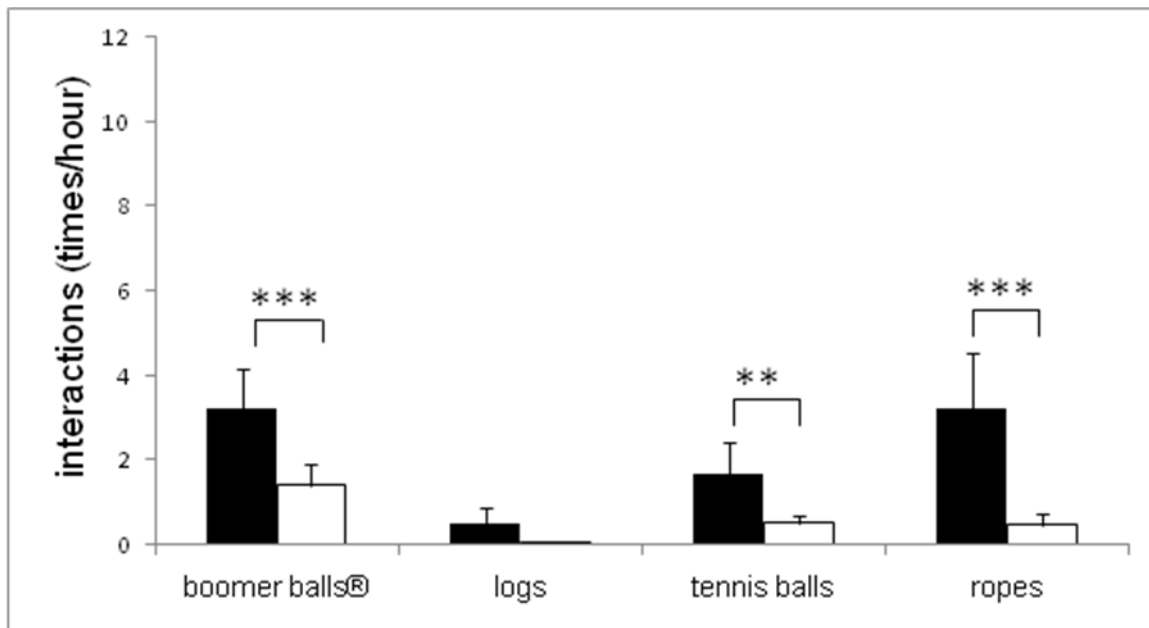 interactions (times/hour)
12
10
8
6
4
2
0
***
**
***
boomer balls®
logs
tennis balls
ropes